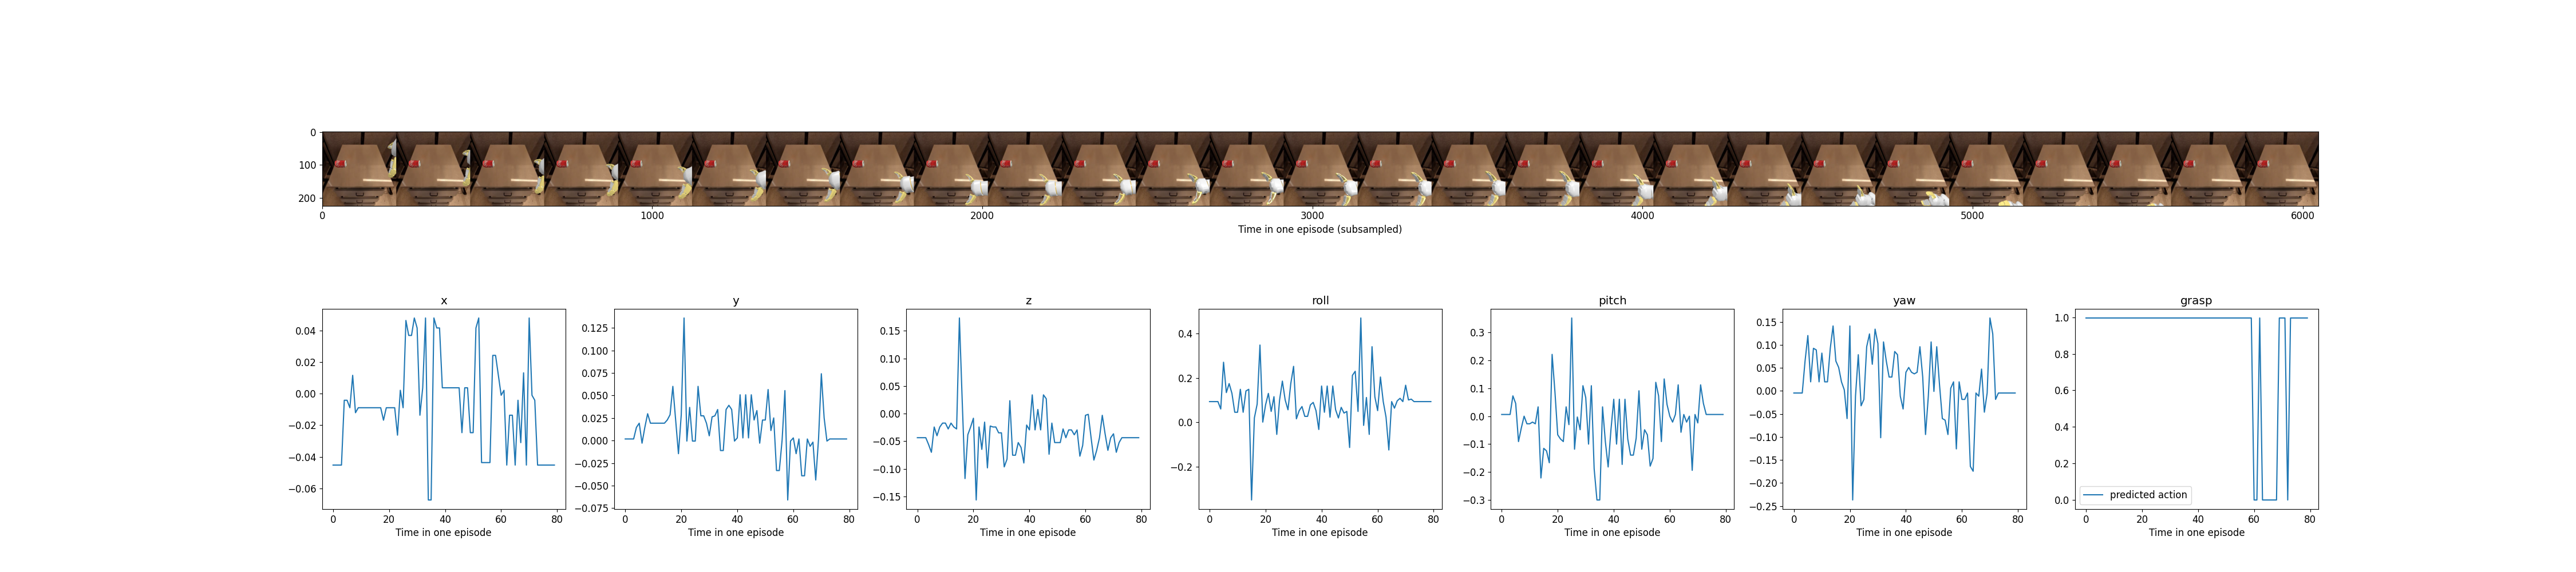 0
100
200
0 1000 2000 3000 4000 5000 6000
Time in one episode (subsampled)
x
0.04
0.02
0.00
−0.02
−0.04
−0.06
0 20 40 60 80
Time in one episode
y
0.125
0.100
0.075
0.050
0.025
0.000
−0.025
−0.050
−0.075
0 20 40 60 80
Time in one episode
z
0.15
0.10
0.05
0.00
−0.05
−0.10
−0.15
0 20 40 60 80
Time in one episode
roll
0.4
0.2
0.0
−0.2
0 20 40 60 80
Time in one episode
pitch
0.3
0.2
0.1
0.0
−0.1
−0.2
−0.3
0 20 40 60 80
Time in one episode
yaw
0.15
0.10
0.05
0.00
−0.05
−0.10
−0.15
−0.20
−0.25
0 20 40 60 80
Time in one episode
grasp
1.0
0.8
0.6
0.4
0.2
0.0
predicted action
0 20 40 60 80
Time in one episode